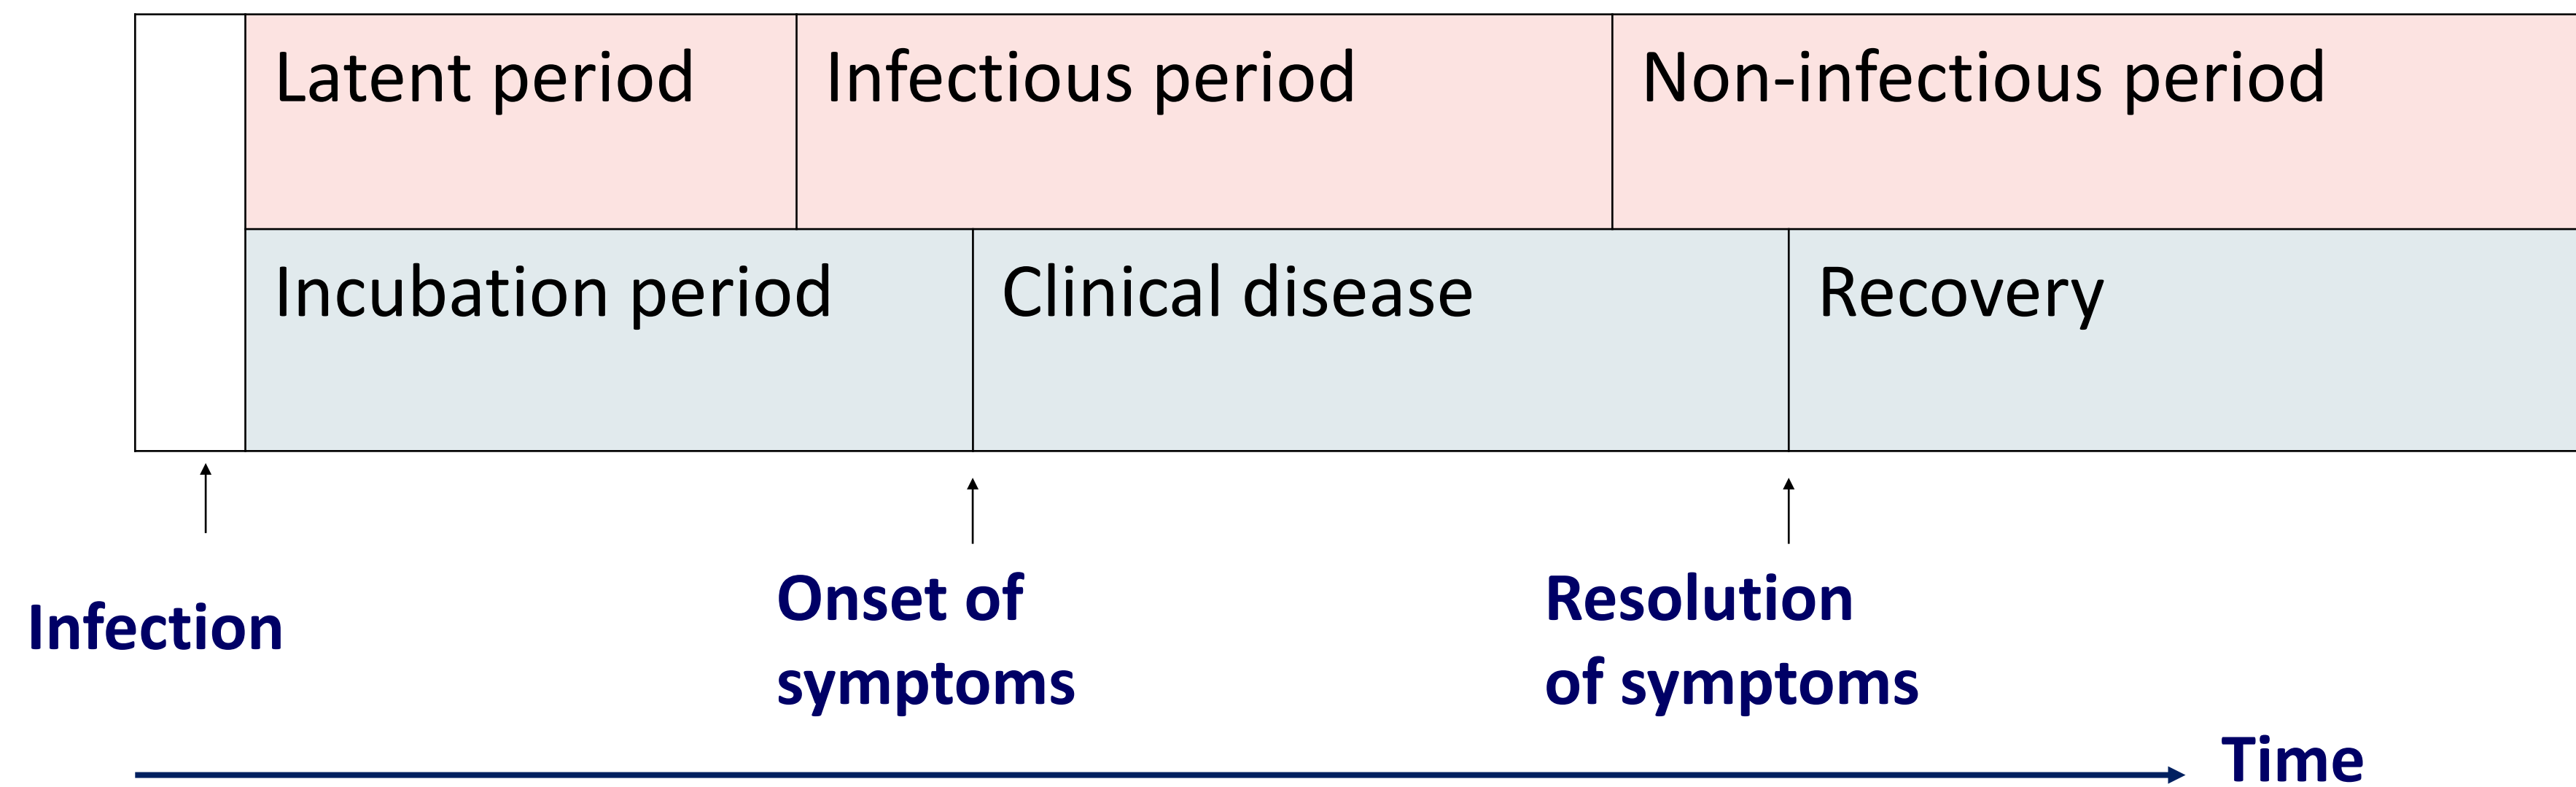 Latent period
Infectious period
Non-infectious period
Incubation period
Clinical disease
Recovery
Infection
Onset of
symptoms
Resolution
of symptoms
Time